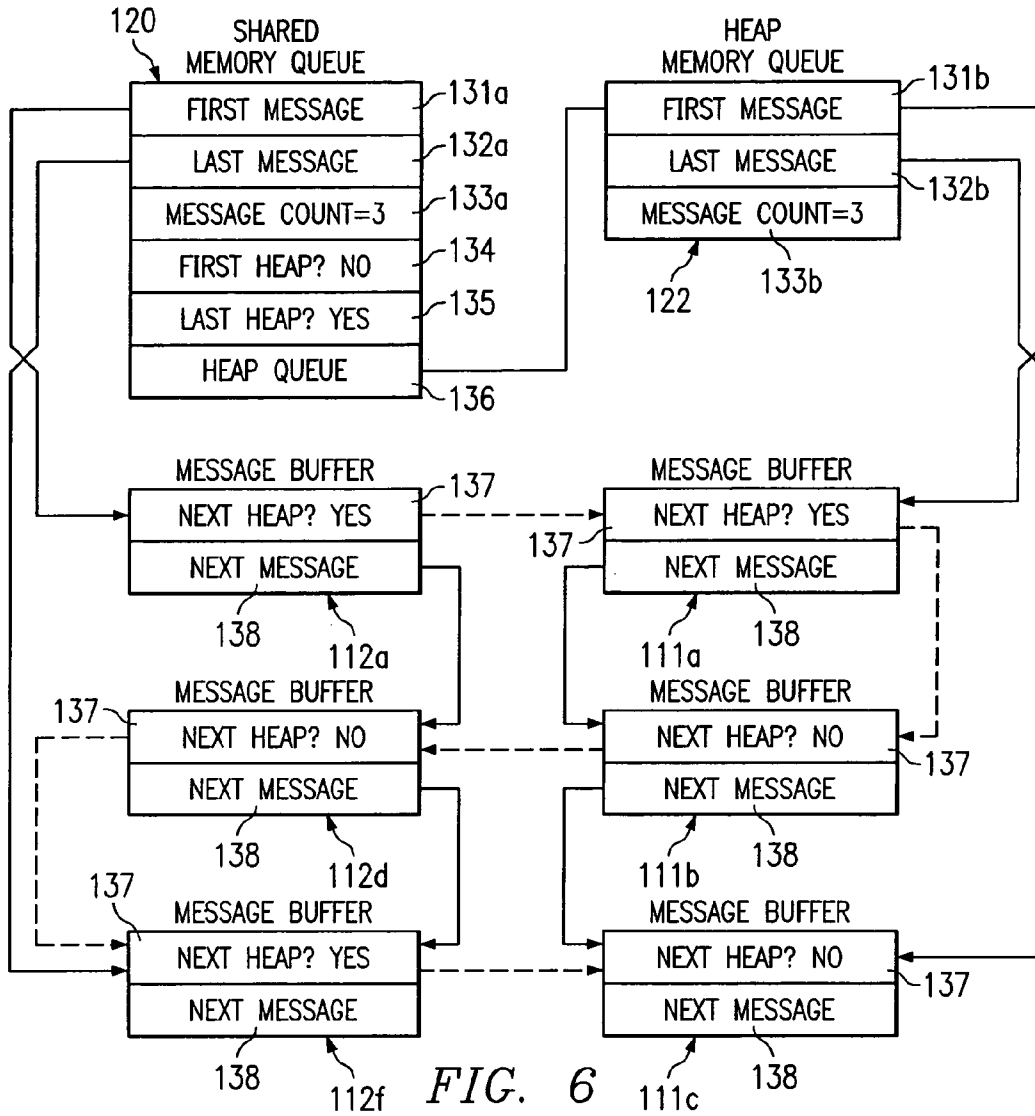 120
SHARED
MEMORY QUEUE
FIRST MESSAGE
131a
LAST MESSAGE
132a
MESSAGE COUNT=3
133a
FIRST HEAP? NO
134
LAST HEAP? YES
135
HEAP QUEUE
136
HEAP
MEMORY QUEUE
FIRST MESSAGE
131b
LAST MESSAGE
132b
MESSAGE COUNT=3
133b
122
MESSAGE BUFFER
NEXT HEAP? YES
137
NEXT MESSAGE
138
112a
MESSAGE BUFFER
NEXT HEAP? YES
137
NEXT MESSAGE
138
111a
MESSAGE BUFFER
137
NEXT HEAP? NO
NEXT MESSAGE
138
112d
MESSAGE BUFFER
NEXT HEAP? NO
137
NEXT MESSAGE
138
111b
MESSAGE BUFFER
137
NEXT HEAP? YES
NEXT MESSAGE
138
112f
MESSAGE BUFFER
NEXT HEAP? NO
137
NEXT MESSAGE
138
111c
FIG. 6